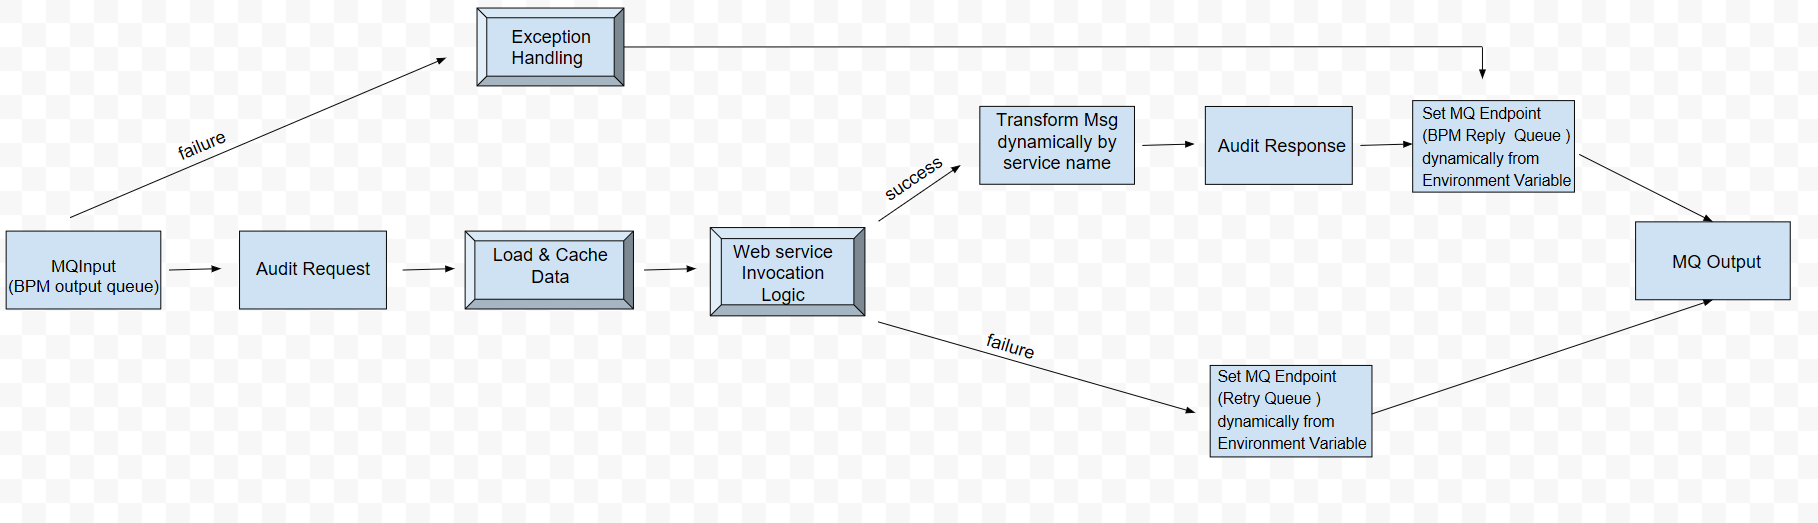 Exception
Handling
failure
MQInput
(BPM output queue)
Audit Request
Load & Cache
Data
Web service
Invocation
Logic
success
Transform Msg
dynamically by
service name
Audit Response
Set MQ Endpoint
(BPM Reply Queue )
dynamically from
Environment Variable
failure
Set MQ Endpoint
(Retry Queue )
dynamically from
Environment Variable
MQ Output